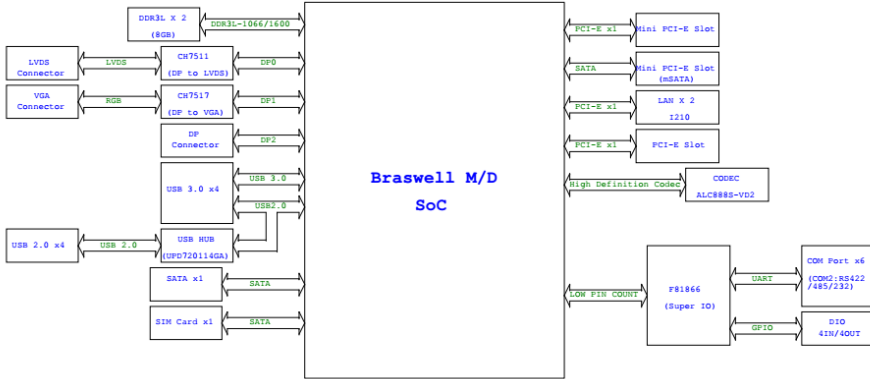 DDR3L X 2
(8GB)
DDR3L-1066/1600
LVDS
Connector
LVDS
CH7511
(DP to LVDS)
DP0
VGA
Connector
RGB
CH7517
(DP to VGA)
DP1
DP
Connector
DP2
USB 3.0 x4
USB 3.0
USB2.0
USB 2.0 x4
USB 2.0
USB HUB
(UPD720114GA)
SATA x1
SATA
SIM Card x1
SATA
Braswell M/D
SoC
PCI-E x1
Mini PCI-E Slot
SATA
Mini PCI-E Slot
(mSATA)
PCI-E x1
LAN X 2
I210
PCI-E x1
PCI-E Slot
High Definition Codec
CODEC
ALC888S-VD2
LOW PIN COUNT
F81866
(Super IO)
UART
COM Port x6
(COM2:RS422
/485/232)
GPIO
DIO
4IN/4OUT